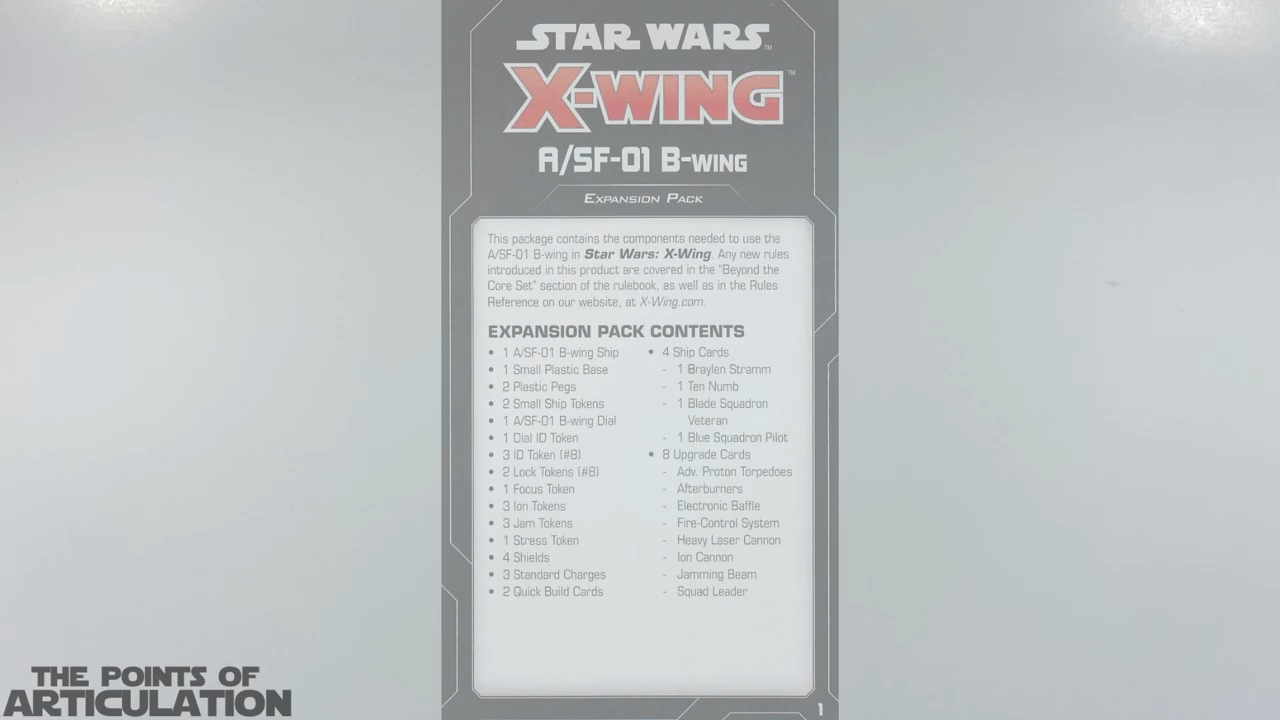 STAR WARS™
X-WING™
A/SF-01 B-WING
EXPANSION PACK
This package contains the components needed to use the
A/SF-01 B-wing in Star Wars: X-Wing. Any new rules
introduced in this product are covered in the "Beyond the
Core Set" section of the rulebook, as well as in the Rules
Reference on our website, at X-Wing.com.
EXPANSION PACK CONTENTS
• 1 A/SF-01 B-wing Ship
• 1 Small Plastic Base
• 2 Plastic Pegs
• 2 Small Ship Tokens
• 1 A/SF-01 B-wing Dial
• 1 Dial ID Token
• 3 ID Token (#8)
• 2 Lock Tokens (#8)
• 1 Focus Token
• 3 Ion Tokens
• 3 Jam Tokens
• 1 Stress Token
• 4 Shields
• 3 Standard Charges
• 2 Quick Build Cards
• 4 Ship Cards
- 1 Braylen Stramm
- 1 Ten Numb
- 1 Blade Squadron
Veteran
- 1 Blue Squadron Pilot
• 8 Upgrade Cards
- Adv. Proton Torpedoes
- Afterburners
- Electronic Baffle
- Fire-Control System
- Heavy Laser Cannon
- Ion Cannon
- Jamming Beam
- Squad Leader
1
THE POINTS OF
ARTICULATION